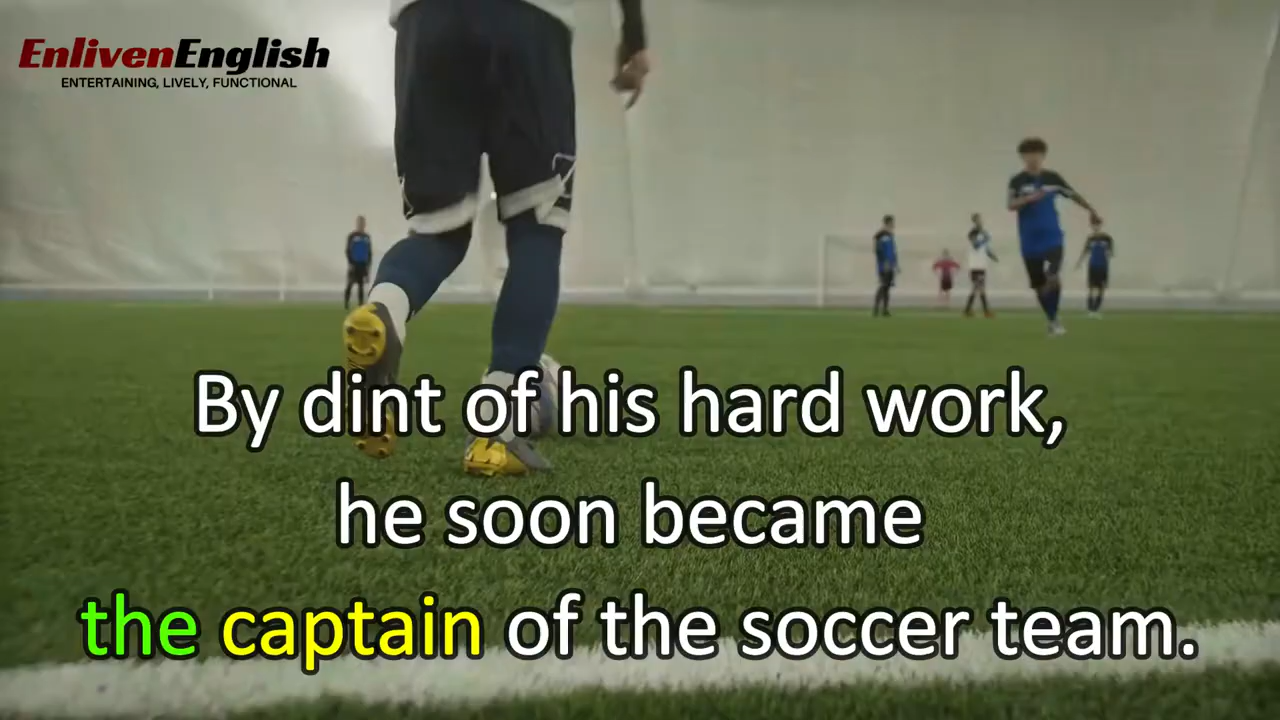 EnlivenEnglish
ENTERTAINING, LIVELY, FUNCTIONAL
By dint of his hard work,
he soon became
the captain of the soccer team.